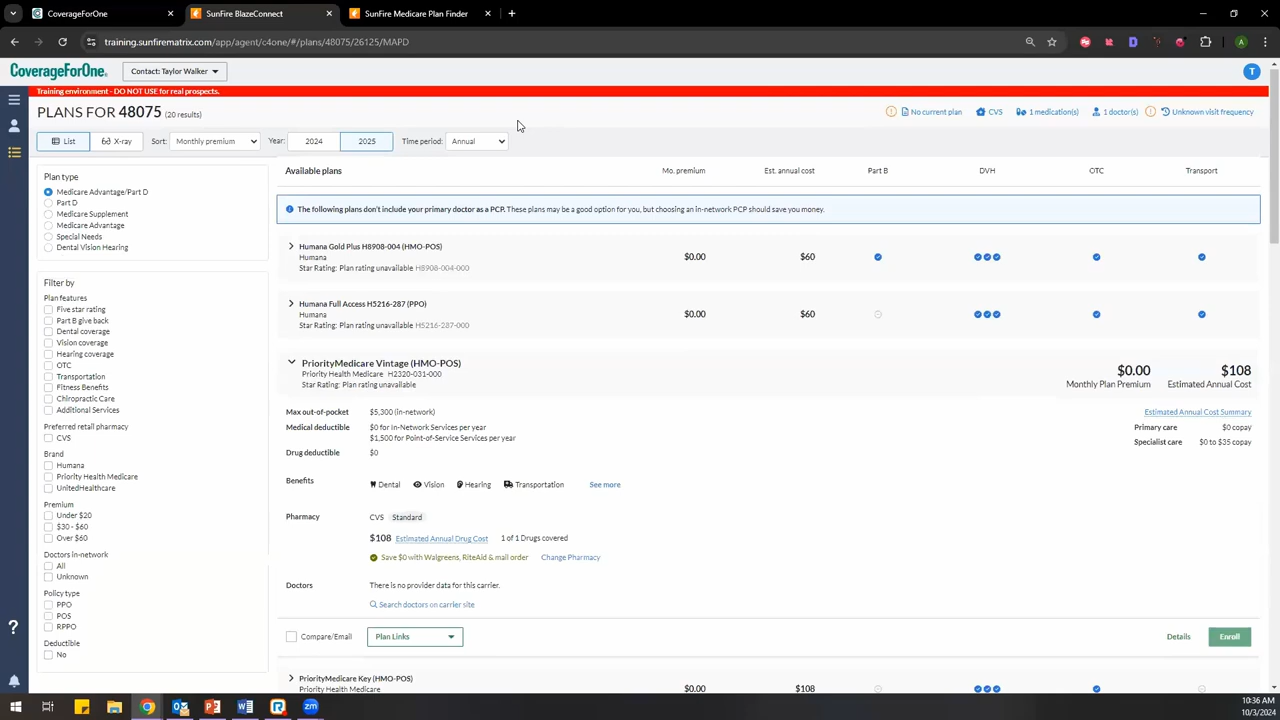 CoverageForOne
SunFire BlazeConnect
SunFire Medicare Plan Finder
training.sunfirematrix.com/app/agent/c4one/#/plans/48075/26125/MAPD
CoverageForOne
Contact: Taylor Walker
T
Training environment - DO NOT USE for real prospects.
PLANS FOR 48075 (20 results)
No current plan
CVS
1 medication(s)
1 doctor(s)
Unknown visit frequency
List
X-ray
Sort: Monthly premium
Year: 2024 2025
Time period: Annual
Plan type
Medicare Advantage/Part D
Part D
Medicare Supplement
Medicare Advantage
Special Needs
Dental Vision Hearing
Filter by
Plan features
Five star rating
Part B give back
Dental coverage
Vision coverage
Hearing coverage
OTC
Transportation
Fitness Benefits
Chiropractic Care
Additional Services
Preferred retail pharmacy
CVS
Brand
Humana
Priority Health Medicare
UnitedHealthcare
Premium
Under $20
$30 - $60
Over $60
Doctors in-network
All
Unknown
Policy type
PPO
POS
RPPO
Deductible
No
Available plans Mo. premium Est. annual cost Part B DVH OTC Transport
The following plans don't include your primary doctor as a PCP. These plans may be a good option for you, but choosing an in-network PCP should save you money.
Humana Gold Plus H8908-004 (HMO-POS)
Humana $0.00 $60
Star Rating: Plan rating unavailable H8908-004-000
Humana Full Access H5216-287 (PPO)
Humana $0.00 $60
Star Rating: Plan rating unavailable H5216-287-000
PriorityMedicare Vintage (HMO-POS)
Priority Health Medicare H2320-031-000
Star Rating: Plan rating unavailable
$0.00 $108
Monthly Plan Premium Estimated Annual Cost
Max out-of-pocket $5,300 (in-network)
Estimated Annual Cost Summary
Medical deductible $0 for In-Network Services per year
$1,500 for Point-of-Service Services per year
Primary care $0 copay
Specialist care $0 to $35 copay
Drug deductible $0
Benefits Dental Vision Hearing Transportation See more
Pharmacy CVS Standard
$108 Estimated Annual Drug Cost 1 of 1 Drugs covered
Save $0 with Walgreens, RiteAid & mail order Change Pharmacy
Doctors There is no provider data for this carrier.
Search doctors on carrier site
Compare/Email Plan Links Details Enroll
PriorityMedicare Key (HMO-POS)
Priority Health Medicare $0.00 $108
10:36 AM
10/3/2024